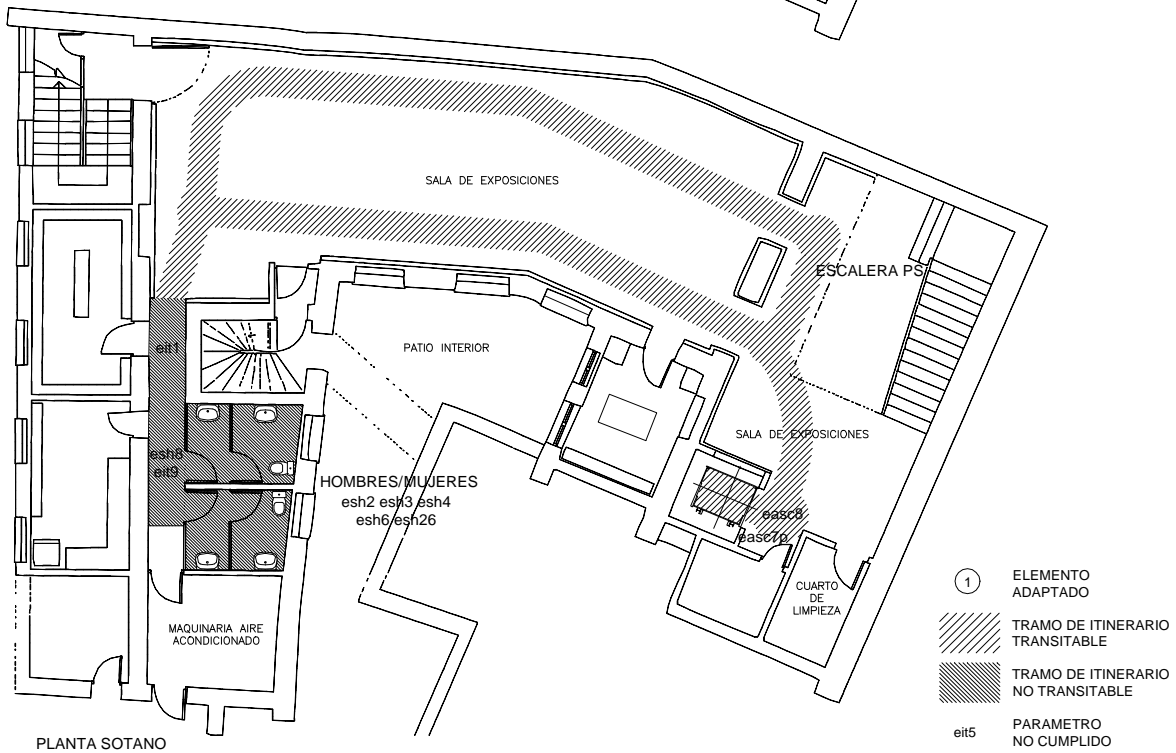 SALA DE EXPOSICIONES
ESCALERA PS
eit1
PATIO INTERIOR
SALA DE EXPOSICIONES
esh8
eit9
HOMBRES/MUJERES
esh2 esh3 esh4
esh6 esh26
easc8
easc7p
CUARTO
DE
LIMPIEZA
MAQUINARIA AIRE
ACONDICIONADO
PLANTA SOTANO
1
ELEMENTO
ADAPTADO
TRAMO DE ITINERARIO
TRANSITABLE
TRAMO DE ITINERARIO
NO TRANSITABLE
eit5
PARAMETRO
NO CUMPLIDO